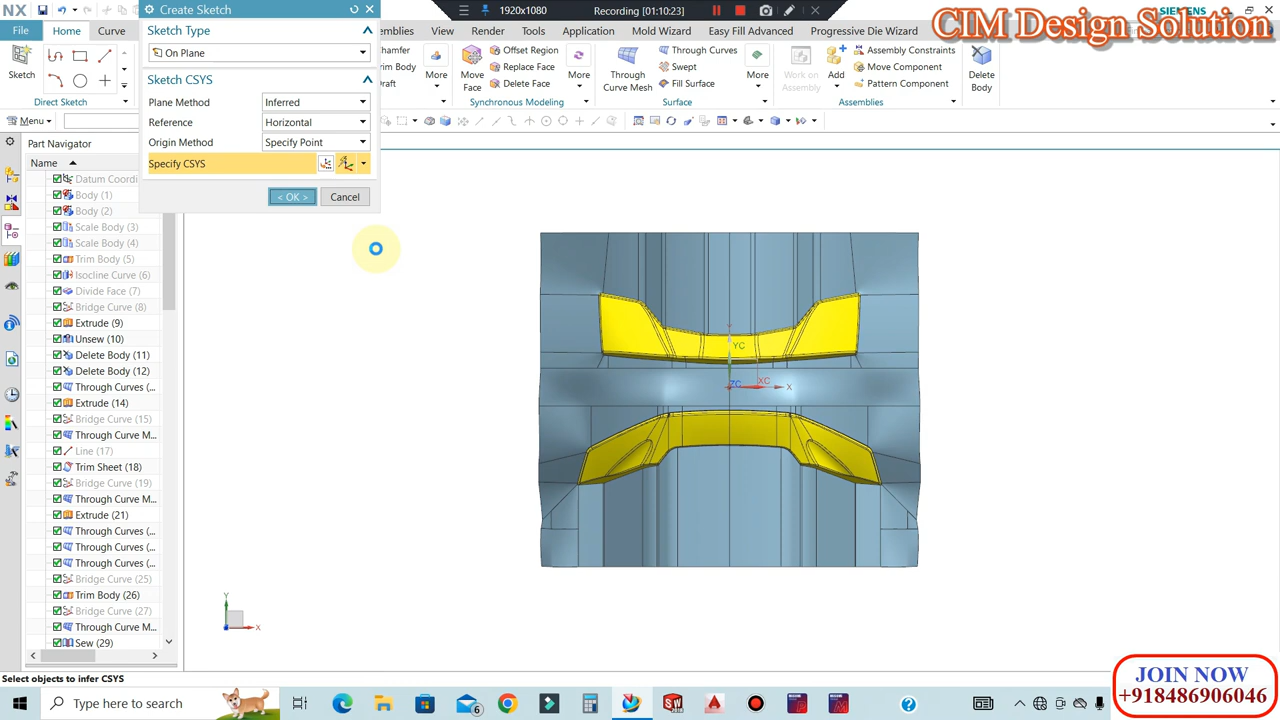 NX
Create Sketch
1920x1080
Recording [01:10:23]
SIEMENS
CIM Design Solution
File
Home
Curve
Sketch Type
On Plane
Sketch CSYS
Plane Method
Inferred
Reference
Horizontal
Origin Method
Specify Point
Specify CSYS
< OK >
Cancel
View
Render
Tools
Application
Mold Wizard
Easy Fill Advanced
Progressive Die Wizard
Sketch
Direct Sketch
Menu
More
Move
Face
Offset Region
Replace Face
Delete Face
More
Synchronous Modeling
Through
Curve Mesh
Through Curves
Swept
Fill Surface
More
Surface
Work on
Assembly
Add
Assembly Constraints
Move Component
Pattern Component
Assemblies
Delete
Body
Part Navigator
Name
Body (1)
Body (2)
Scale Body (3)
Scale Body (4)
Trim Body (5)
Isocline Curve (6)
Divide Face (7)
Bridge Curve (8)
Extrude (9)
Unsew (10)
Delete Body (11)
Delete Body (12)
Through Curves (...
Extrude (14)
Bridge Curve (15)
Through Curve M...
Line (17)
Trim Sheet (18)
Bridge Curve (19)
Through Curve M...
Extrude (21)
Through Curves (...
Through Curves (...
Through Curves (...
Bridge Curve (25)
Trim Body (26)
Bridge Curve (27)
Through Curve M...
Sew (29)
YC
ZC
XC
X
Y
X
Select objects to infer CSYS
JOIN NOW
+918486906046
Type here to search
6